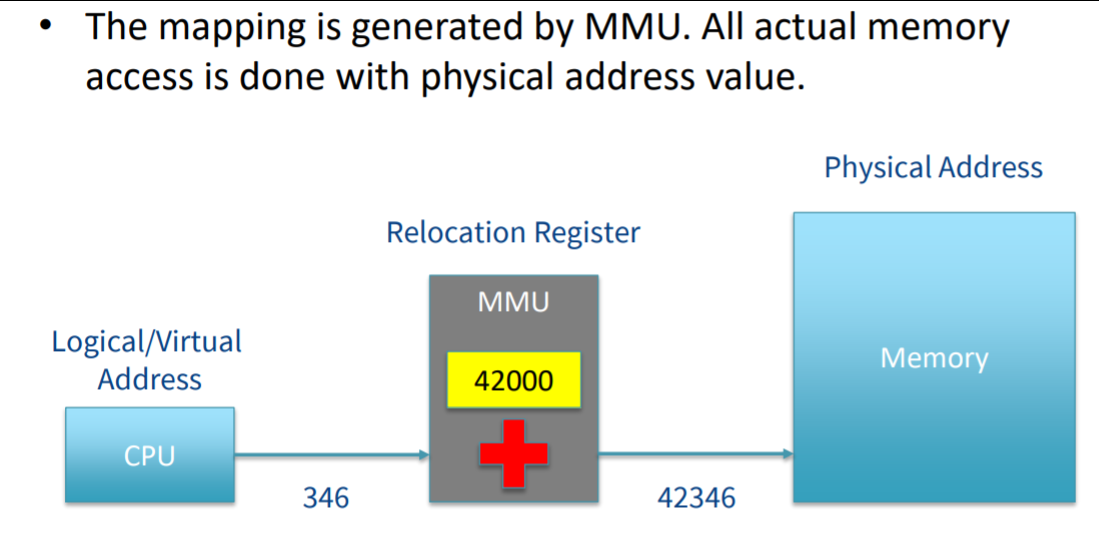 • The mapping is generated by MMU. All actual memory
access is done with physical address value.
Physical Address
Relocation Register
MMU
Logical/Virtual
Address
42000
Memory
CPU
346
42346